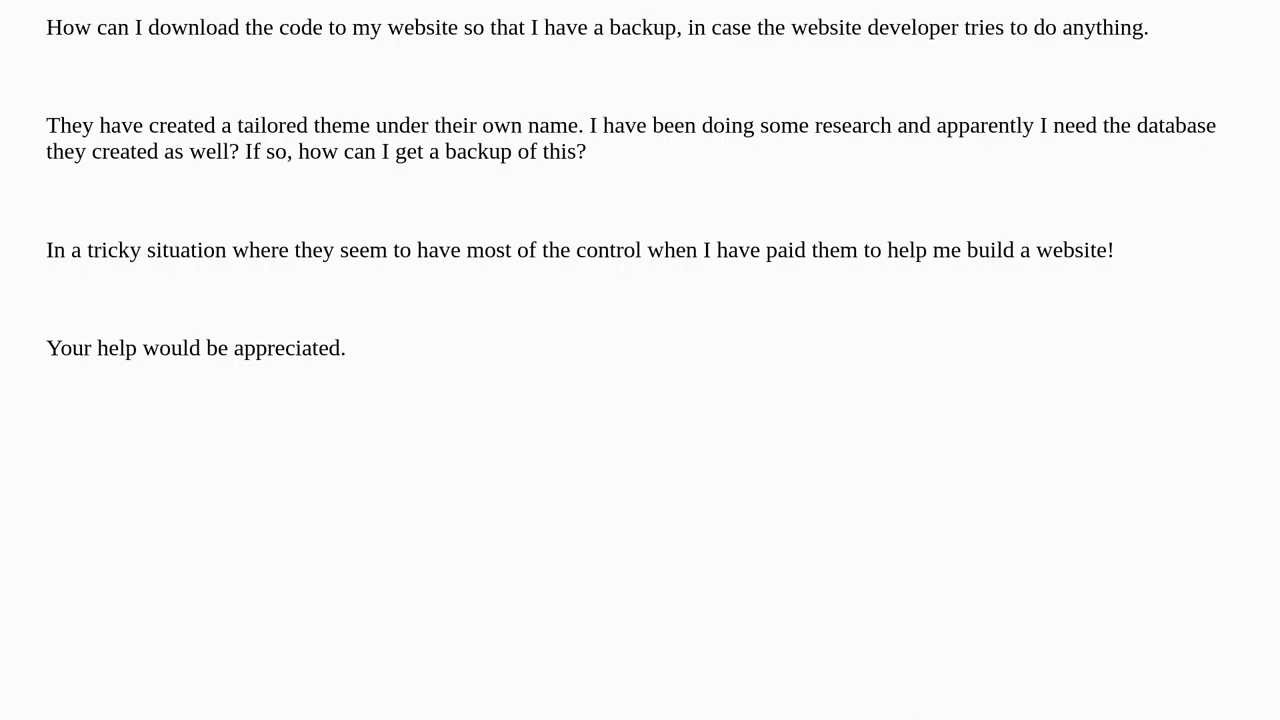 How can I download the code to my website so that I have a backup, in case the website developer tries to do anything.
They have created a tailored theme under their own name. I have been doing some research and apparently I need the database
they created as well? If so, how can I get a backup of this?
In a tricky situation where they seem to have most of the control when I have paid them to help me build a website!
Your help would be appreciated.